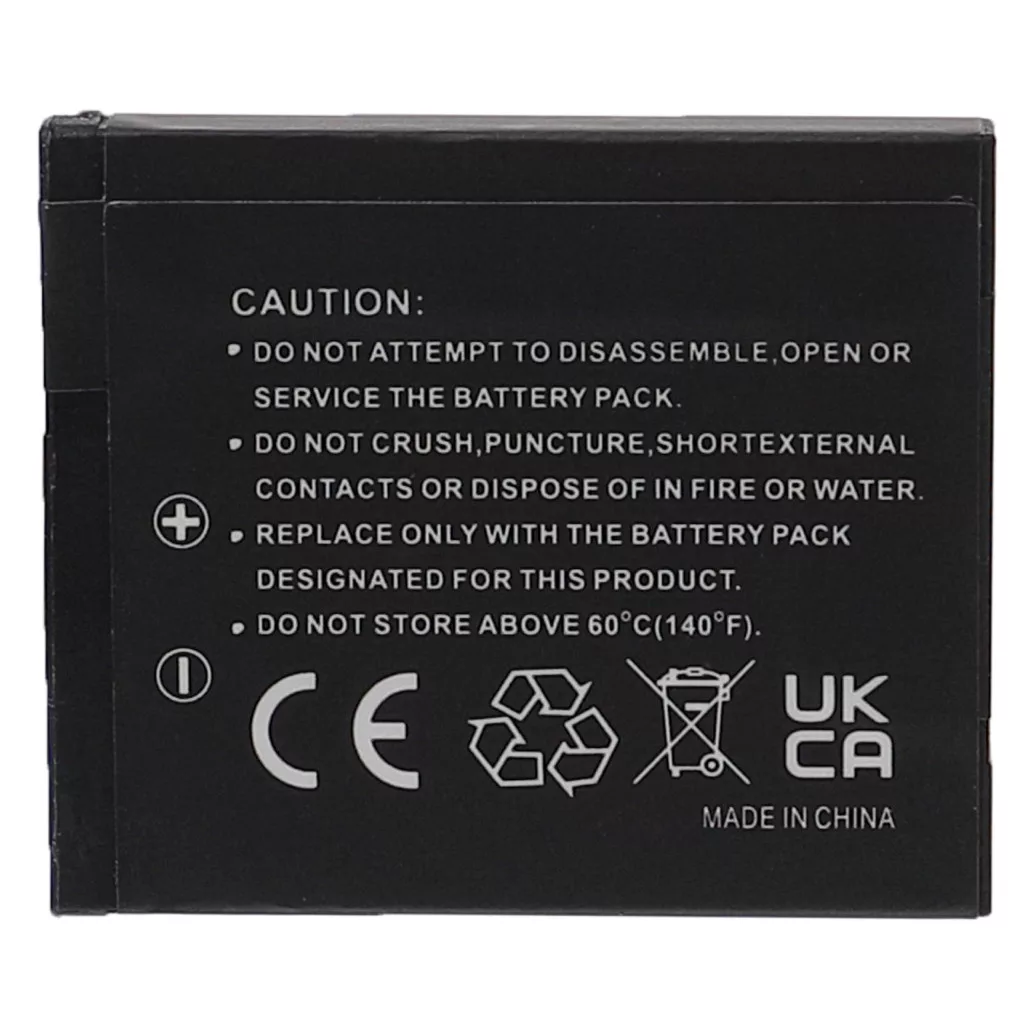 CAUTION:
• DO NOT ATTEMPT TO DISASSEMBLE,OPEN OR
SERVICE THE BATTERY PACK.
• DO NOT CRUSH,PUNCTURE,SHORTEXTERNAL
CONTACTS OR DISPOSE OF IN FIRE OR WATER.
• REPLACE ONLY WITH THE BATTERY PACK
DESIGNATED FOR THIS PRODUCT.
• DO NOT STORE ABOVE 60°C(140°F).
CE
UK
CA
MADE IN CHINA